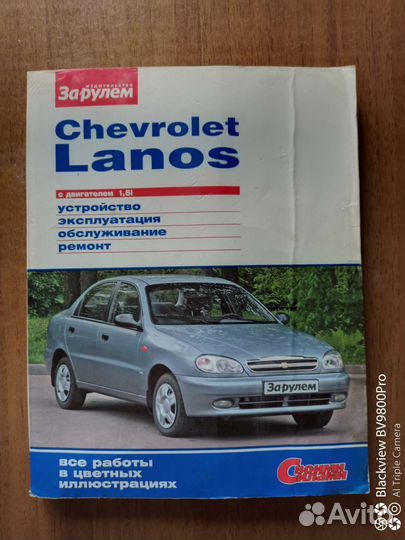 издательство
За рулем
Chevrolet
Lanos
с двигателем 1,5i
устройство
эксплуатация
обслуживание
ремонт
За рулем
все работы
в цветных
иллюстрациях
Своими
силами
Blackview BV9800Pro
AI Triple Camera
Avito